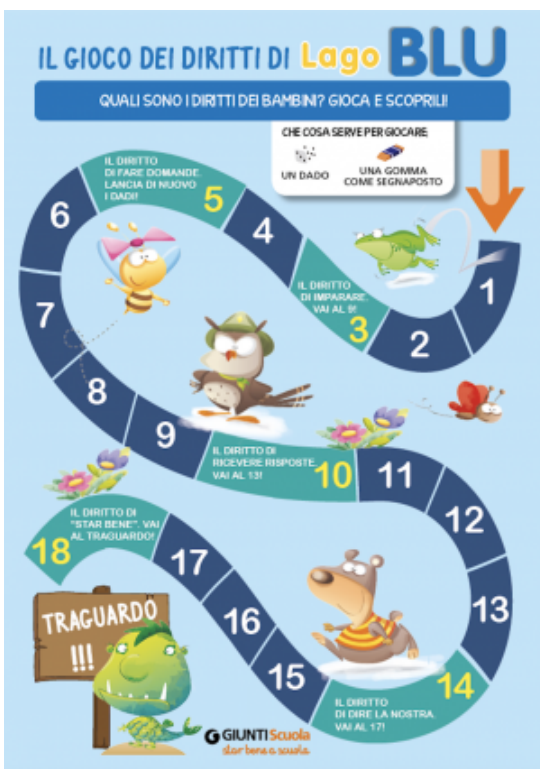 IL GIOCO DEI DIRITTI DI Lago BLU
QUALI SONO I DIRITTI DEI BAMBINI? GIOCA E SCOPRILI!
CHE COSA SERVE PER GIOCARE
UN DADO
UNA GOMMA
COME SEGNAPOSTO
1
2
IL DIRITTO
DI IMPARARE.
VAI AL 9!
3
4
IL DIRITTO
DI FARE DOMANDE.
LANCIA DI NUOVO
I DADI!
5
6
7
8
9
IL DIRITTO DI
RICEVERE RISPOSTE.
VAI AL 13!
10
11
12
13
IL DIRITTO
DI DIRE LA NOSTRA.
VAI AL 17!
14
15
16
17
IL DIRITTO DI
"STAR BENE". VAI
AL TRAGUARDO!
18
TRAGUARDO
!!!
GIUNTI Scuola
star bene a scuola